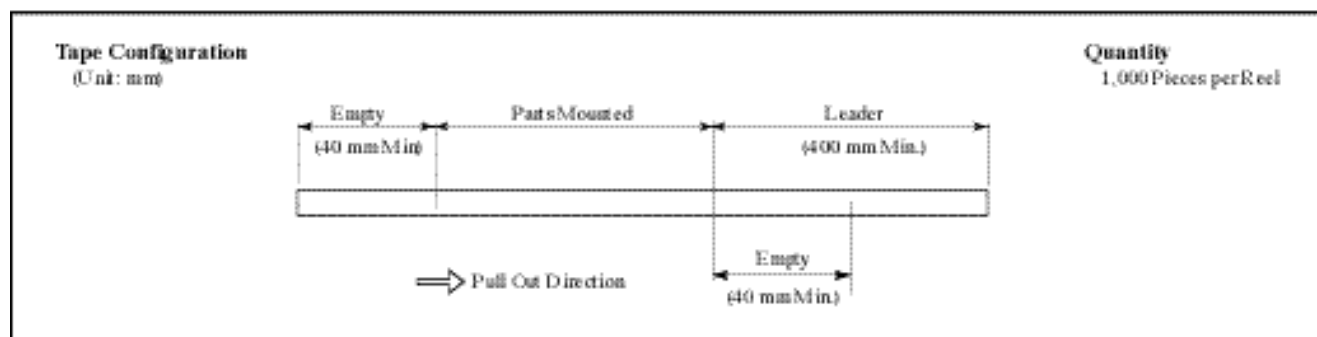 Tape Configuration
(Unit: mm)
Quantity
1,000 Pieces per Reel
Empty
Parts Mounted
Leader
(40 mm Min)
(400 mm Min.)
Empty
Pull Out Direction
(40 mm Min.)